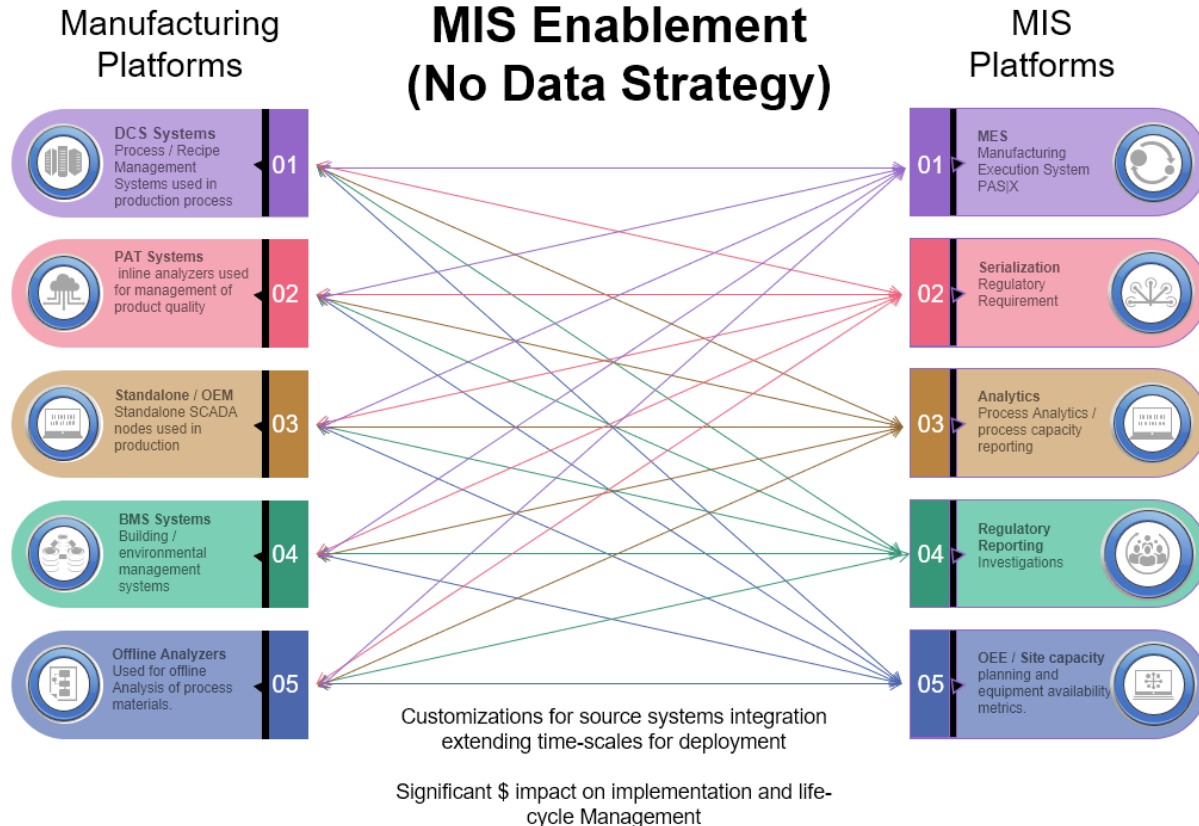 Manufacturing
Platforms
MIS Enablement
(No Data Strategy)
MIS
Platforms
DCS Systems
Process / Recipe
Management
Systems used in
production process
01
PAT Systems
inline analyzers used
for management of
product quality
02
Standalone / OEM
Standalone SCADA
nodes used in
production
03
BMS Systems
Building /
environmental
management
systems
04
Offline Analyzers
Used for offline
Analysis of process
materials.
05
01
MES
Manufacturing
Execution System
PAS|X
02
Serialization
Regulatory
Requirement
03
Analytics
Process Analytics /
process capacity
reporting
04
Regulatory
Reporting
Investigations
05
OEE / Site capacity
planning and
equipment availability
metrics.
Customizations for source systems integration
extending time-scales for deployment
Significant $ impact on implementation and life-
cycle Management